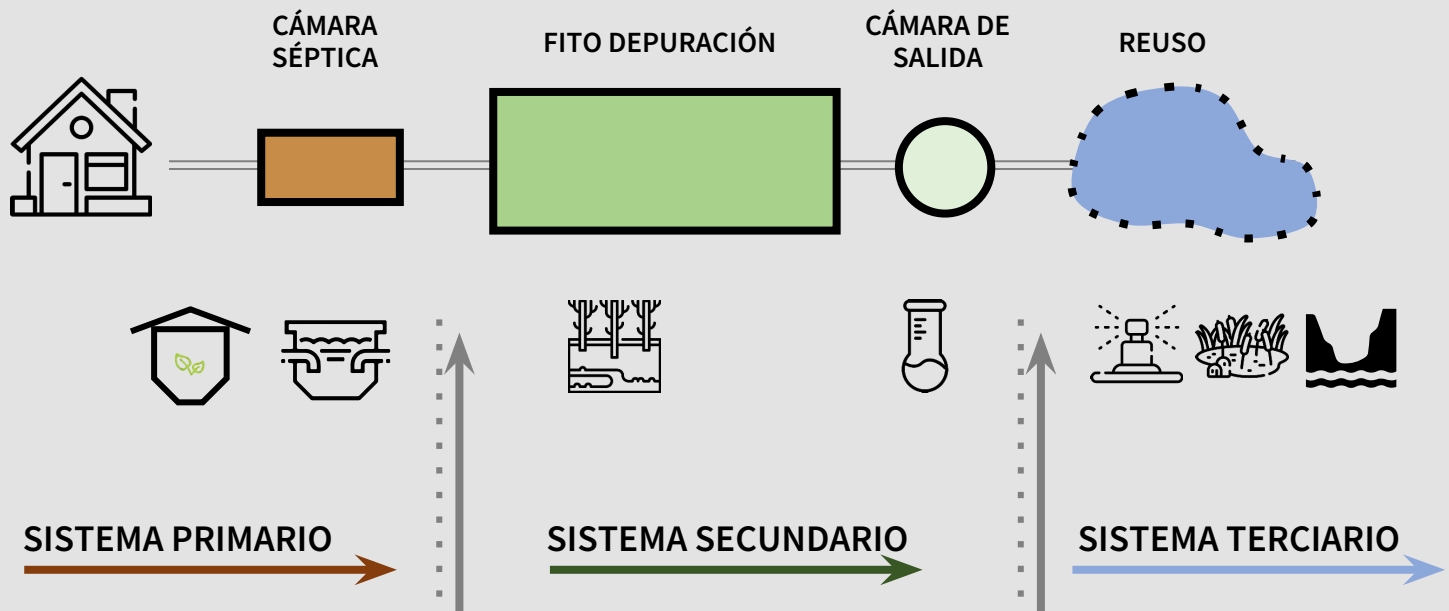 CÁMARA
SÉPTICA
FITO DEPURACIÓN
CÁMARA DE
SALIDA
REUSO
SISTEMA PRIMARIO
SISTEMA SECUNDARIO
SISTEMA TERCIARIO